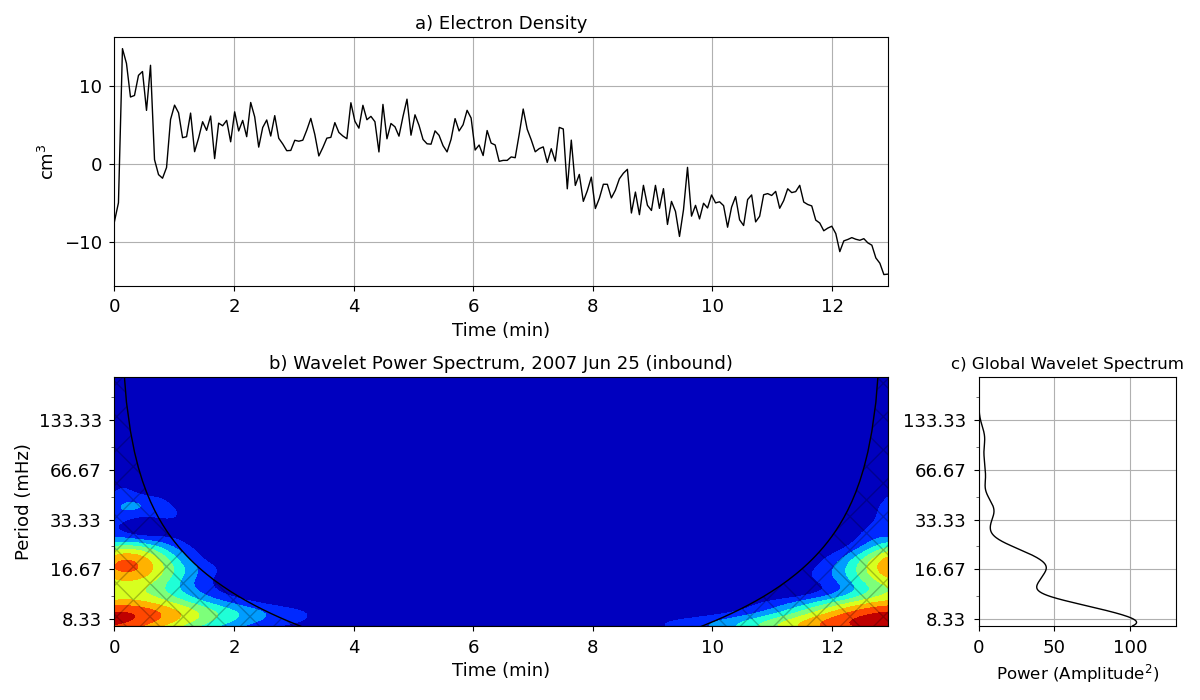 a) Electron Density
cm³
10
0
−10
0 2 4 6 8 10 12
Time (min)
b) Wavelet Power Spectrum, 2007 Jun 25 (inbound)
Period (mHz)
133.33
66.67
33.33
16.67
8.33
0 2 4 6 8 10 12
Time (min)
c) Global Wavelet Spectrum
133.33
66.67
33.33
16.67
8.33
0 50 100
Power (Amplitude²)